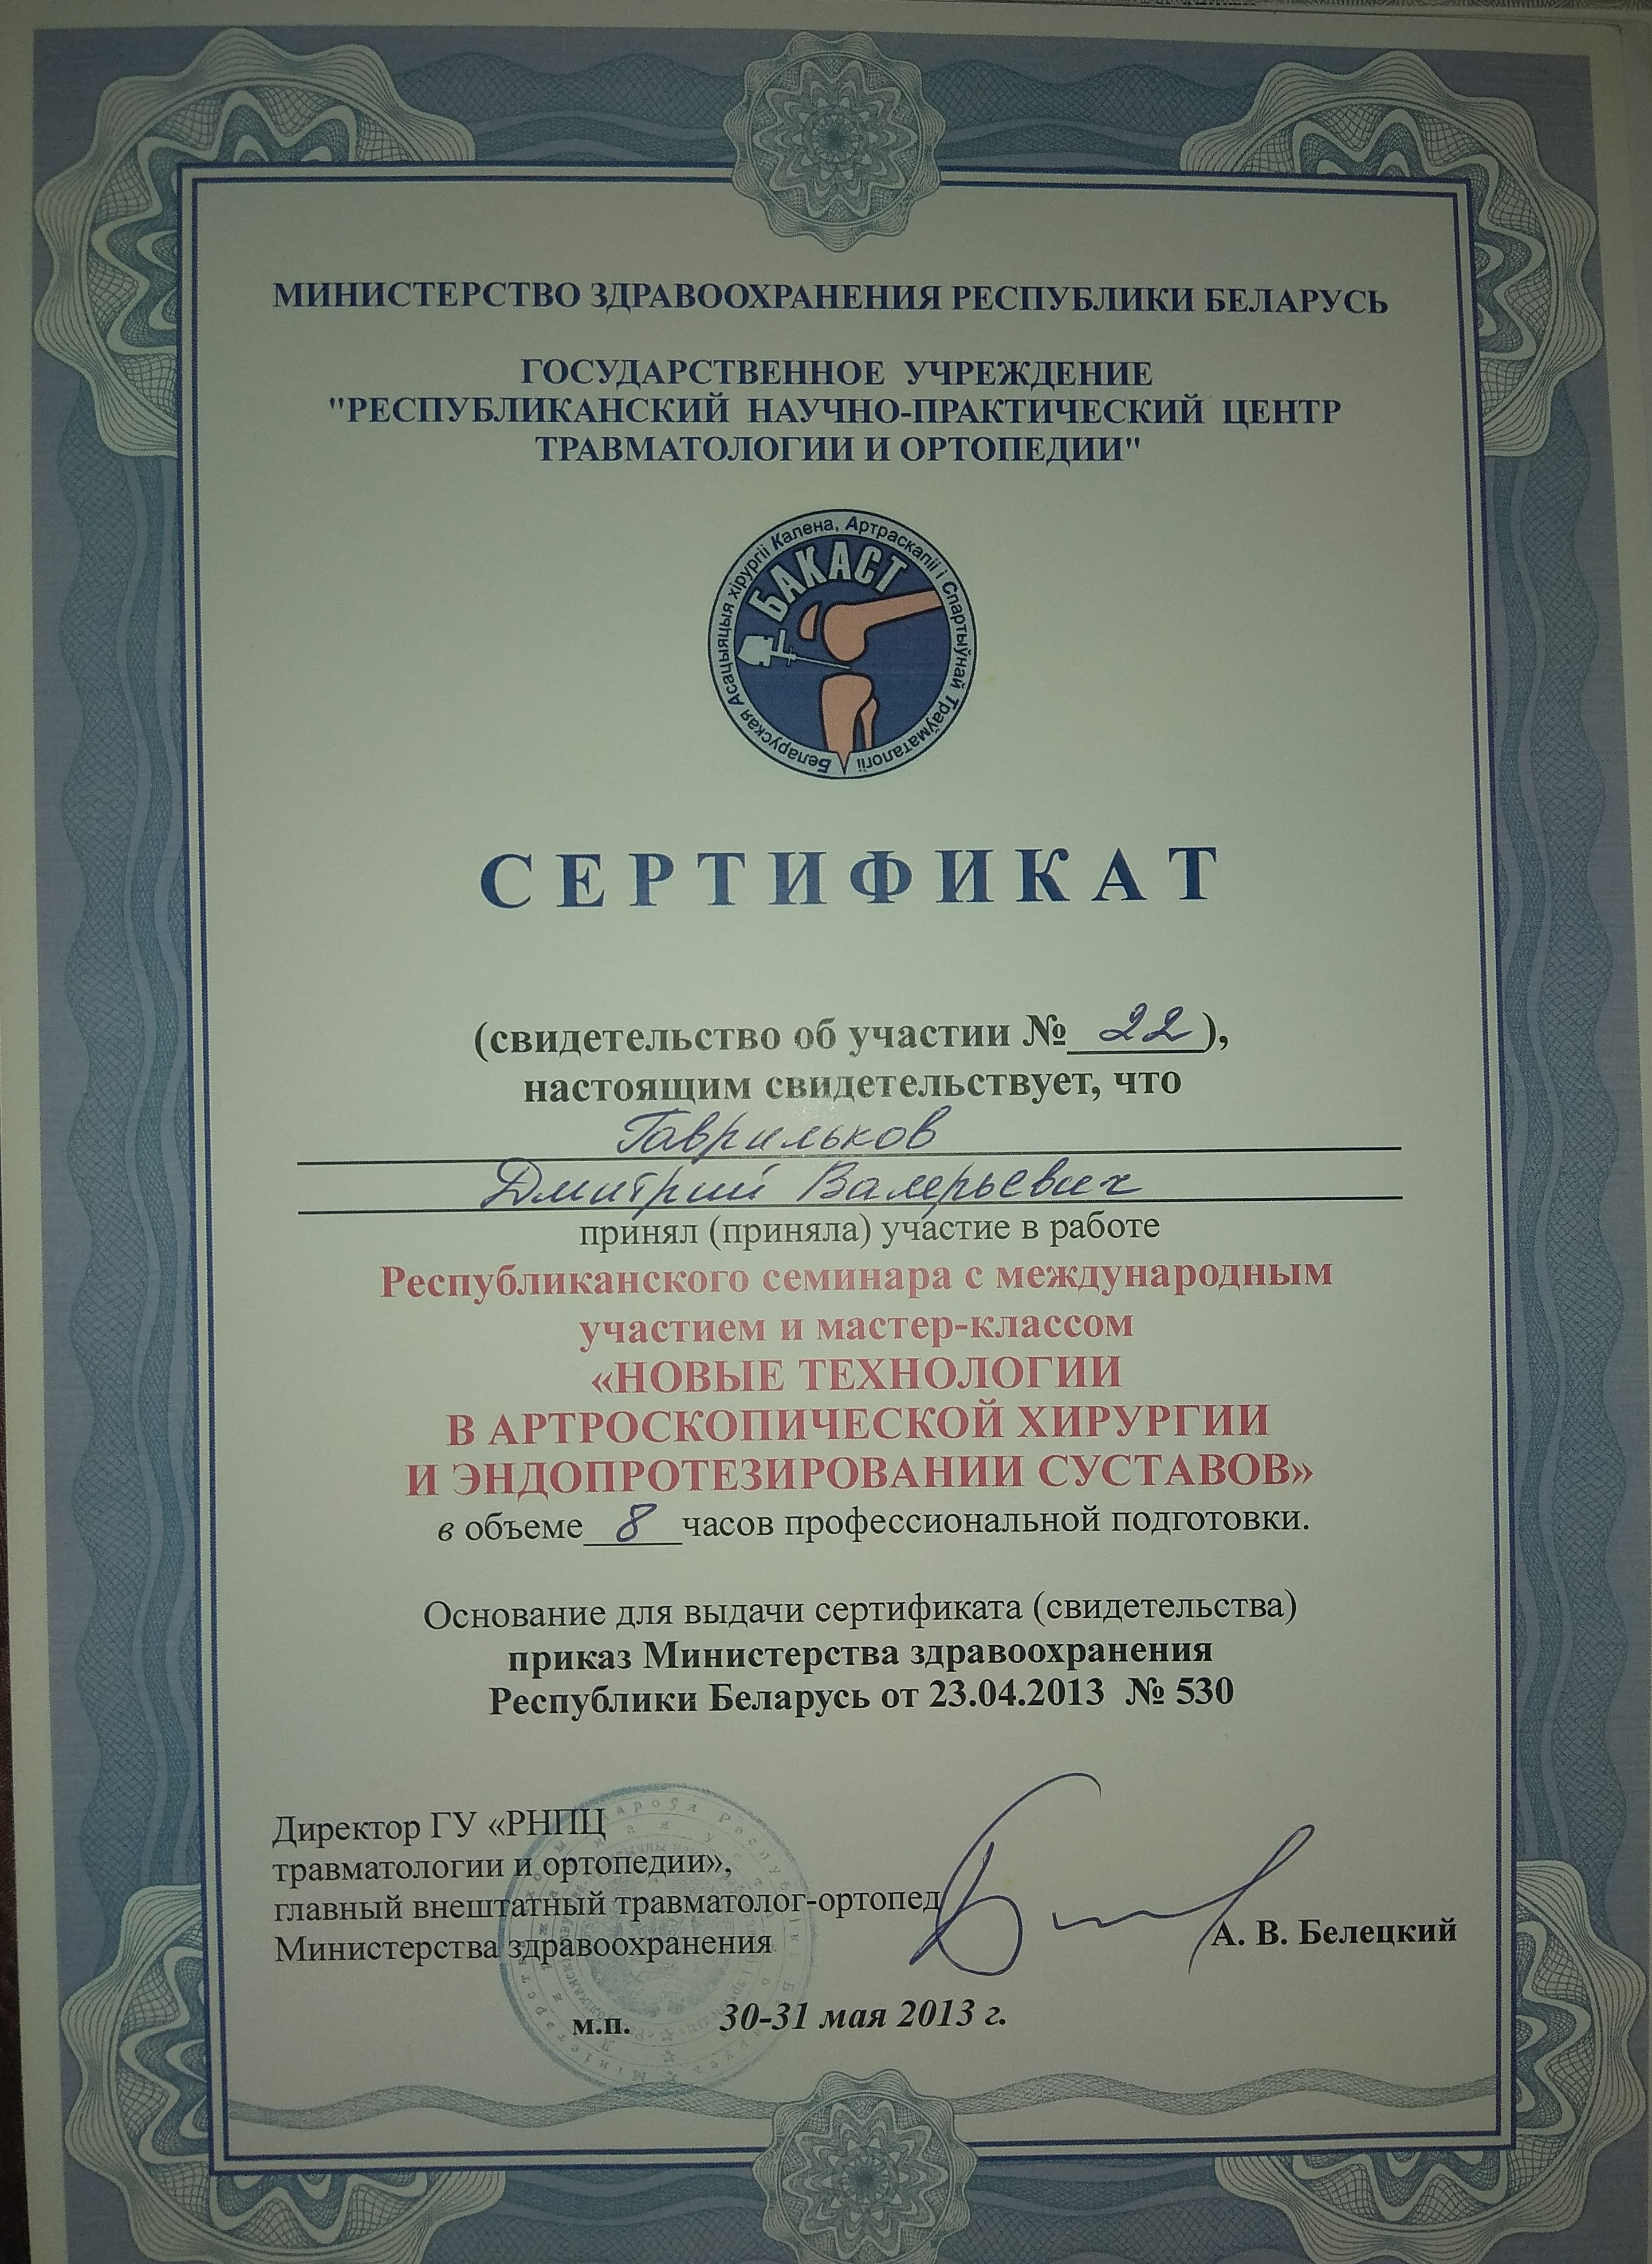 МИНИСТЕРСТВО ЗДРАВООХРАНЕНИЯ РЕСПУБЛИКИ БЕЛАРУСЬ
ГОСУДАРСТВЕННОЕ УЧРЕЖДЕНИЕ
"РЕСПУБЛИКАНСКИЙ НАУЧНО-ПРАКТИЧЕСКИЙ ЦЕНТР
ТРАВМАТОЛОГИИ И ОРТОПЕДИИ"
Беларуская Асацыяцыя хірургіі Калена, Артраскапіі і Спартыўнай Траўматалогіі
БАКАСТ
СЕРТИФИКАТ
(свидетельство об участии № 22),
настоящим свидетельствует, что
Гаврильков
Дмитрий Валерьевич
принял (приняла) участие в работе
Республиканского семинара с международным
участием и мастер-классом
«НОВЫЕ ТЕХНОЛОГИИ
В АРТРОСКОПИЧЕСКОЙ ХИРУРГИИ
И ЭНДОПРОТЕЗИРОВАНИИ СУСТАВОВ»
в объеме 8 часов профессиональной подготовки.
Основание для выдачи сертификата (свидетельства)
приказ Министерства здравоохранения
Республики Беларусь от 23.04.2013 № 530
Директор ГУ «РНПЦ
травматологии и ортопедии»,
главный внештатный травматолог-ортопед
Министерства здравоохранения
А. В. Белецкий
м.п. 30-31 мая 2013 г.